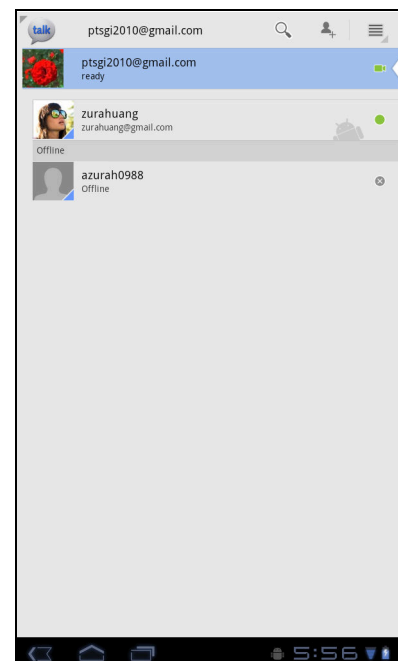 talk
ptsgi2010@gmail.com
ptsgi2010@gmail.com
ready
zurahuang
zurahuang@gmail.com
Offline
azurah0988
Offline
5:56